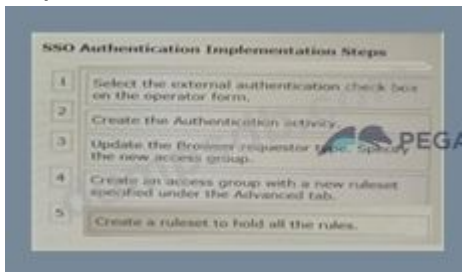 SSO Authentication Implementation Steps
1
Select the external authentication check box
on the operator form.
2
Create the Authentication activity.
3
Update the Browser requestor type. Specify
the new access group.
PEGA
4
Create an access group with a new ruleset
specified under the Advanced tab.
5
Create a ruleset to hold all the rules.